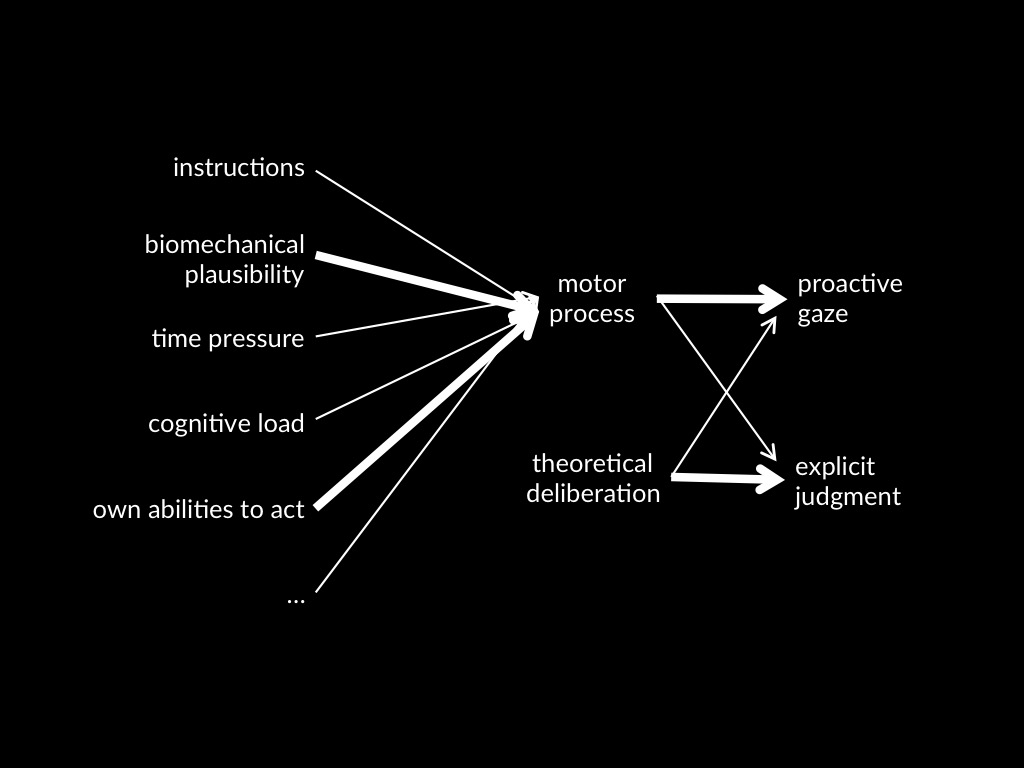 instructions
biomechanical
plausibility
time pressure
cognitive load
own abilities to act
...
motor
process
theoretical
deliberation
proactive
gaze
explicit
judgment